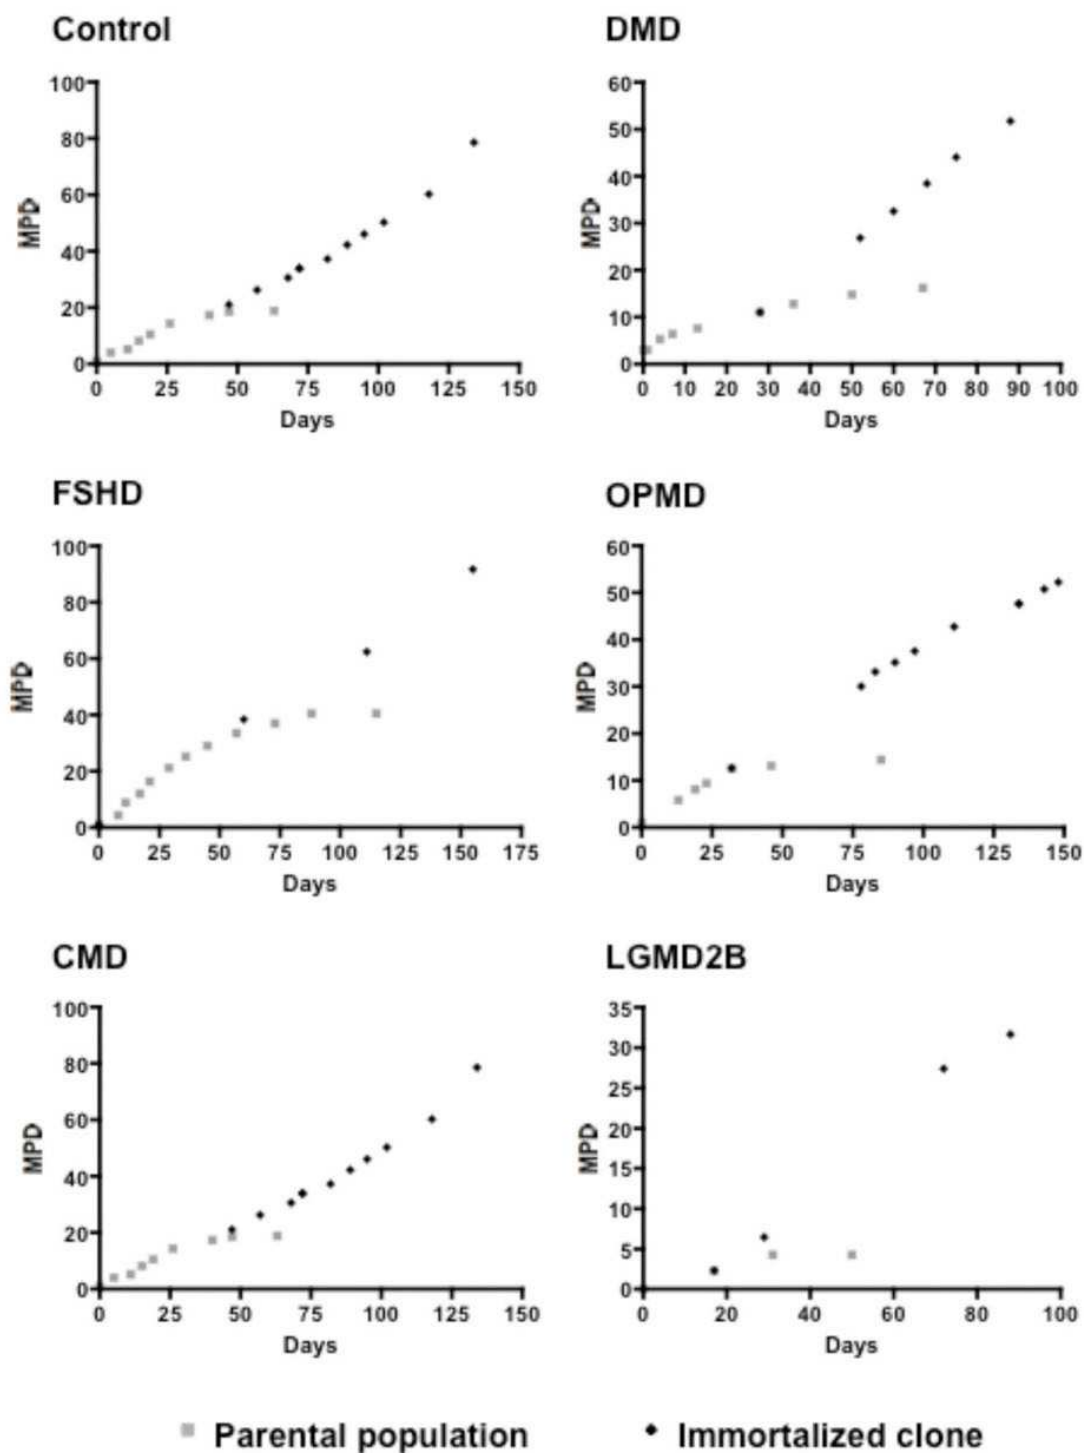 Control
DMD
100
80
60
40
20
0
MPD
0 25 50 75 100 125 150
Days
60
50
40
30
20
10
0
MPD
0 10 20 30 40 50 60 70 80 90 100
Days
FSHD
OPMD
100
80
60
40
20
0
MPD
0 25 50 75 100 125 150 175
Days
60
50
40
30
20
10
0
MPD
0 25 50 75 100 125 150
Days
CMD
LGMD2B
100
80
60
40
20
0
MPD
0 25 50 75 100 125 150
Days
35
30
25
20
15
10
5
0
MPD
0 20 40 60 80 100
Days
Parental population
Immortalized clone